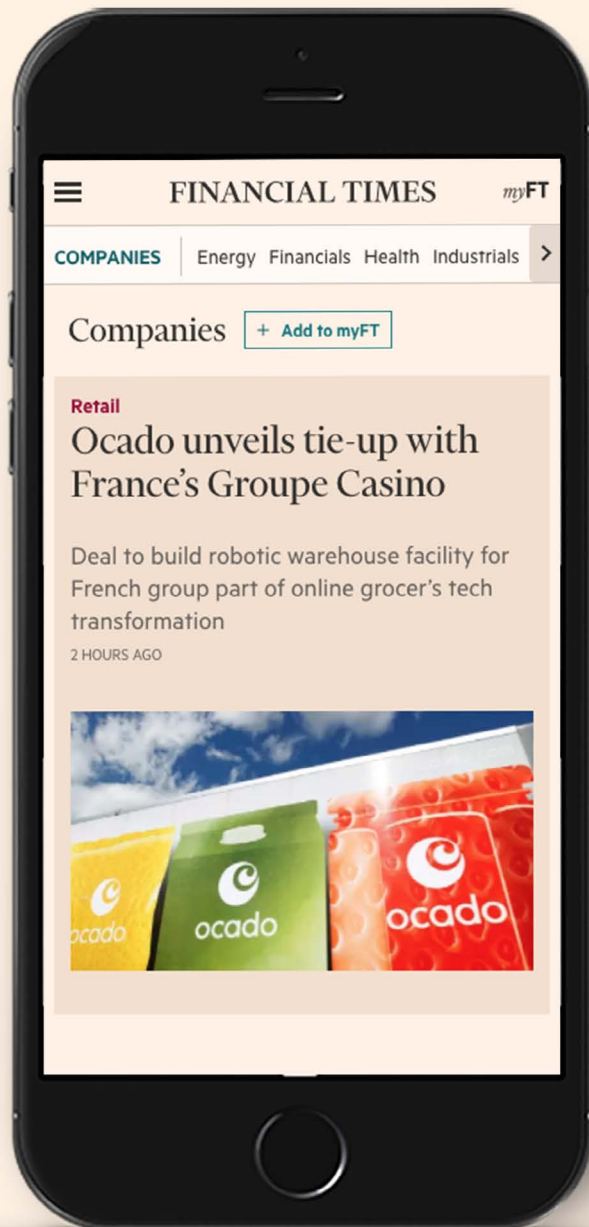 FINANCIAL TIMES
myFT
COMPANIES Energy Financials Health Industrials
Companies + Add to myFT
Retail
Ocado unveils tie-up with
France's Groupe Casino
Deal to build robotic warehouse facility for
French group part of online grocer's tech
transformation
2 HOURS AGO
ocado
ocado
ocado